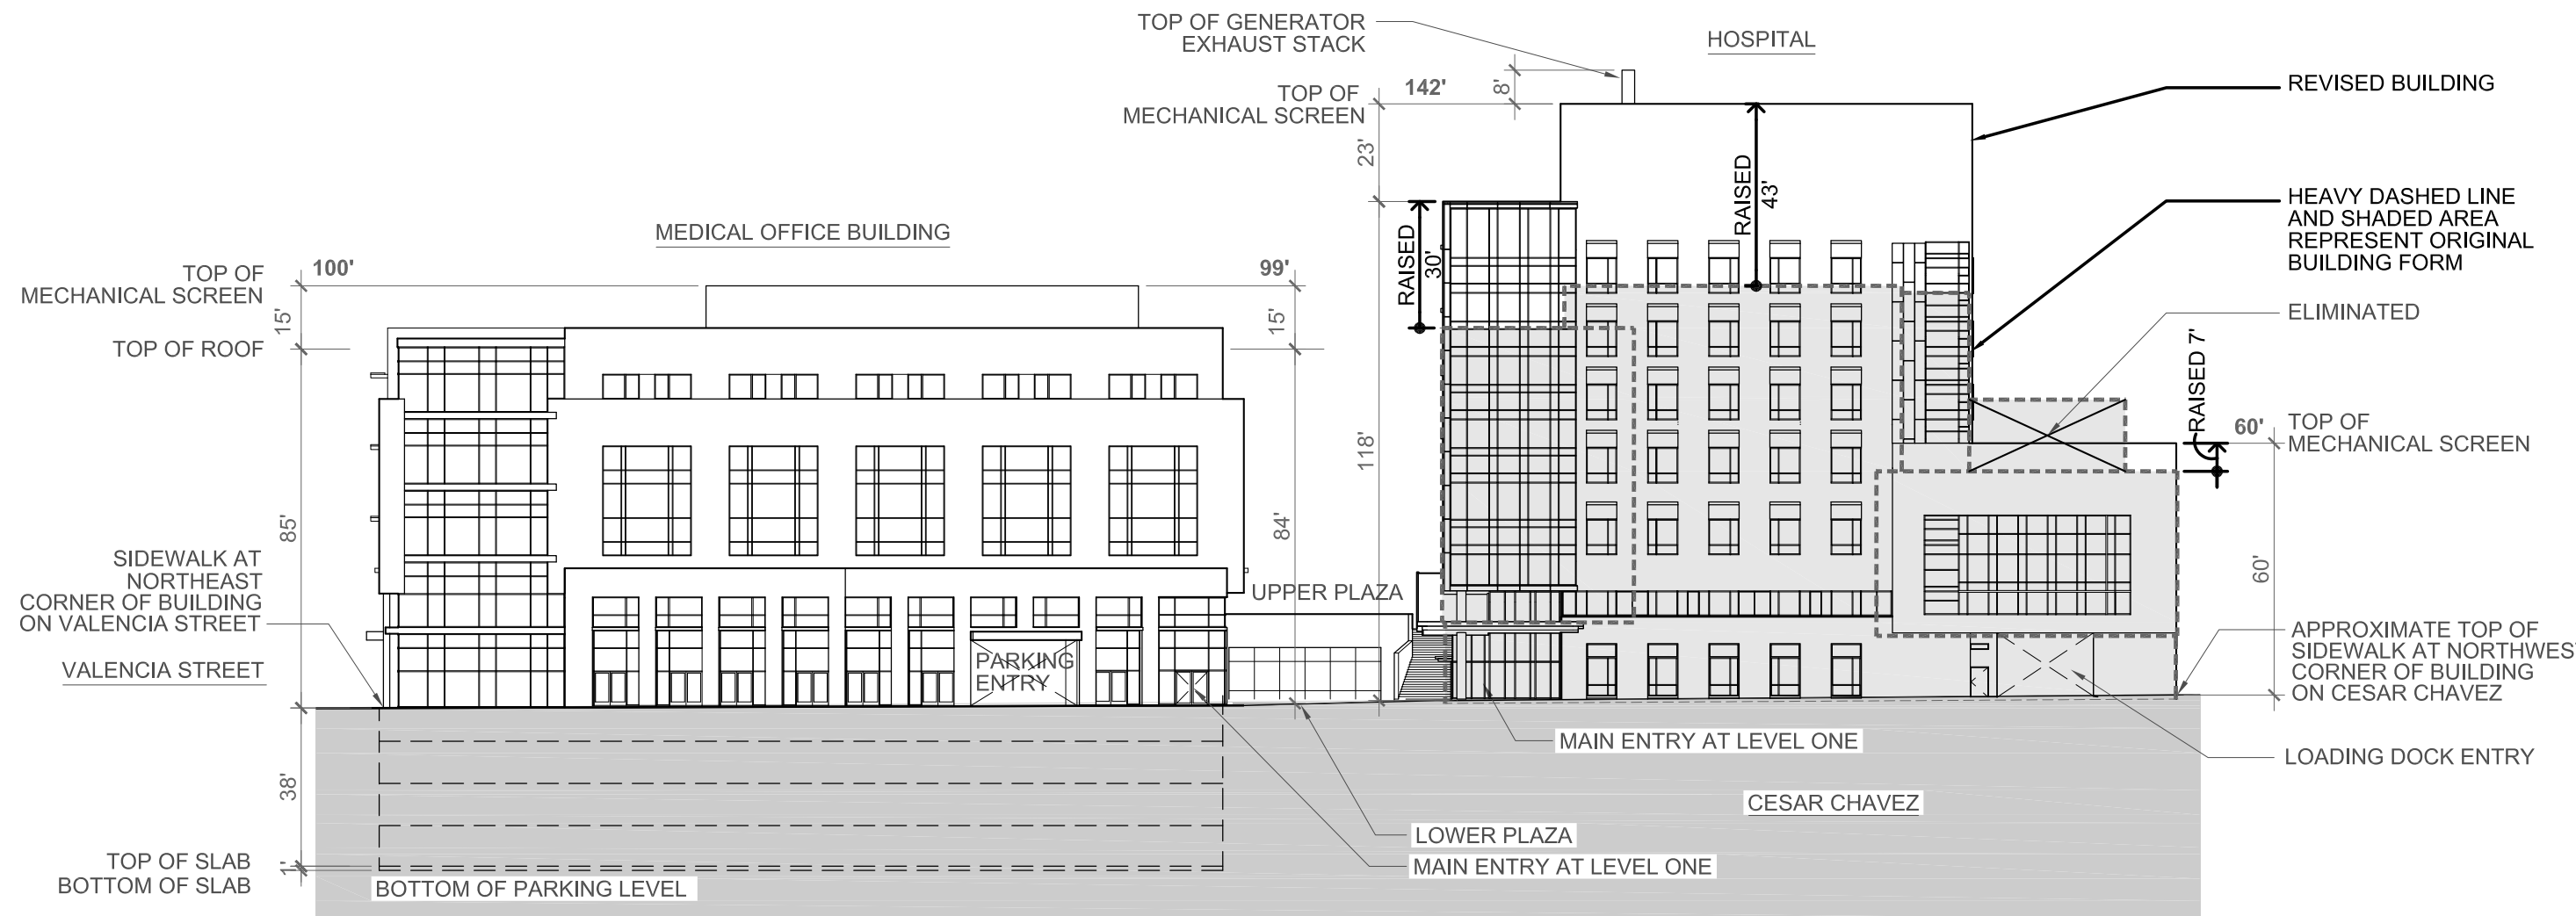 TOP OF GENERATOR
EXHAUST STACK
HOSPITAL
8'
REVISED BUILDING
TOP OF
MECHANICAL SCREEN
142'
23'
RAISED
43'
HEAVY DASHED LINE
AND SHADED AREA
REPRESENT ORIGINAL
BUILDING FORM
RAISED
30'
MEDICAL OFFICE BUILDING
TOP OF
MECHANICAL SCREEN
100'
99'
15'
15'
TOP OF ROOF
ELIMINATED
RAISED 7'
60'
TOP OF
MECHANICAL SCREEN
118'
85'
84'
60'
SIDEWALK AT
NORTHEAST
CORNER OF BUILDING
ON VALENCIA STREET
UPPER PLAZA
VALENCIA STREET
PARKING
ENTRY
APPROXIMATE TOP OF
SIDEWALK AT NORTHWEST
CORNER OF BUILDING
ON CESAR CHAVEZ
MAIN ENTRY AT LEVEL ONE
LOADING DOCK ENTRY
38'
CESAR CHAVEZ
LOWER PLAZA
MAIN ENTRY AT LEVEL ONE
TOP OF SLAB
1'
BOTTOM OF SLAB
BOTTOM OF PARKING LEVEL